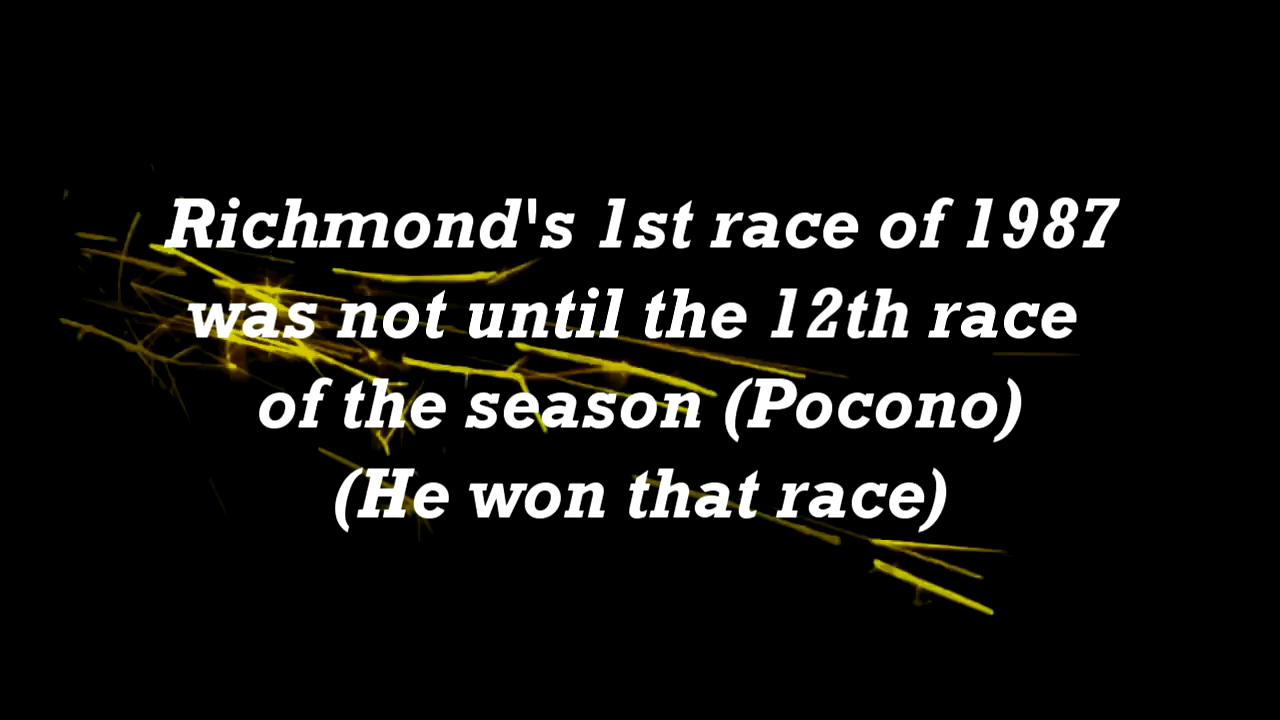 Richmond's 1st race of 1987
was not until the 12th race
of the season (Pocono)
(He won that race)